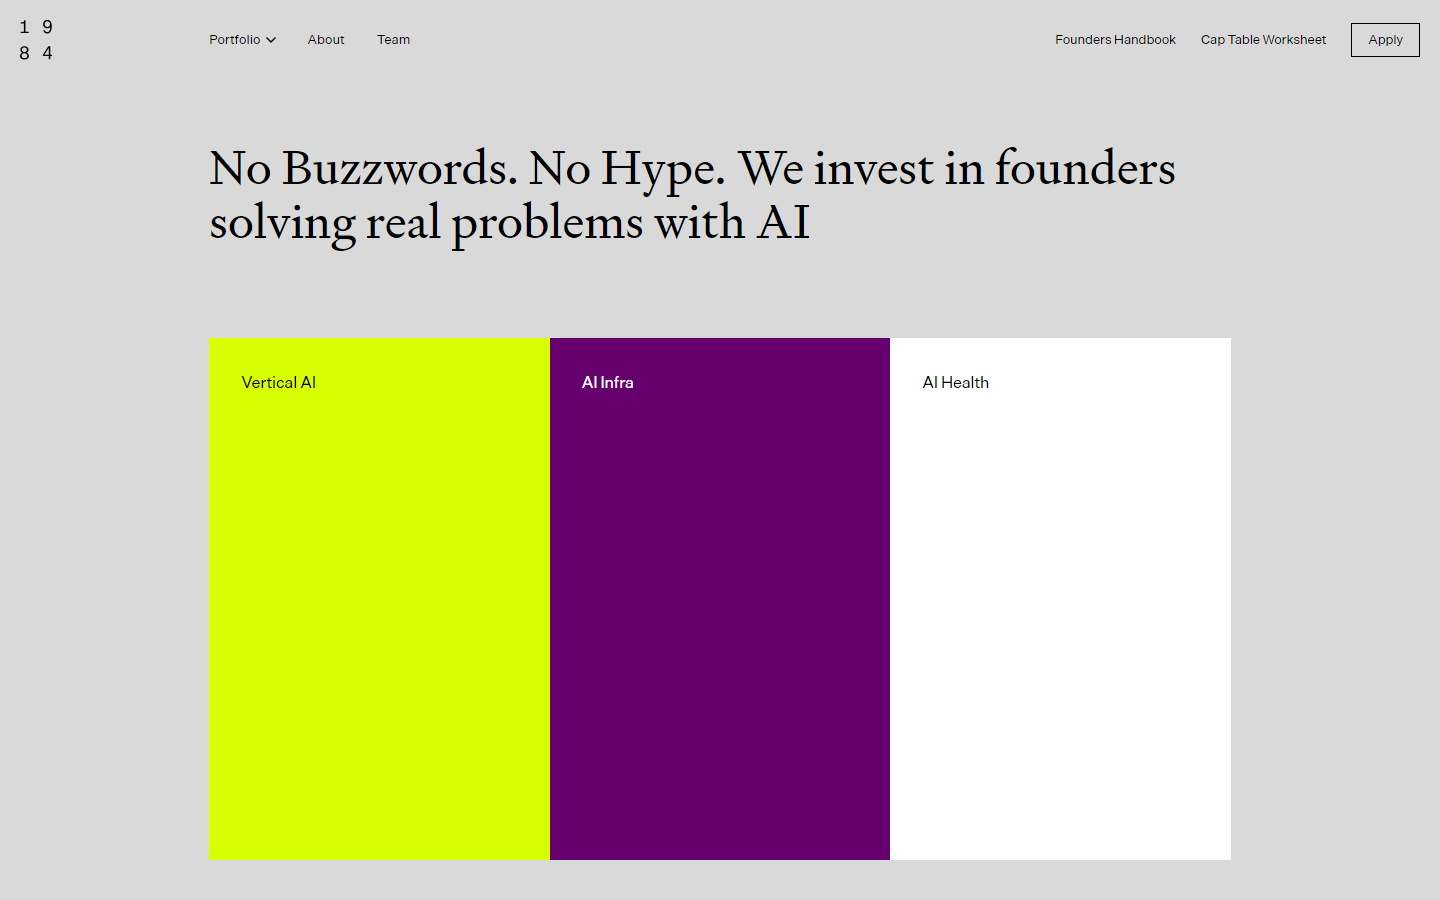 1 9
8 4
Portfolio
About
Team
Founders Handbook
Cap Table Worksheet
Apply
No Buzzwords. No Hype. We invest in founders
solving real problems with AI
Vertical AI
AI Infra
AI Health